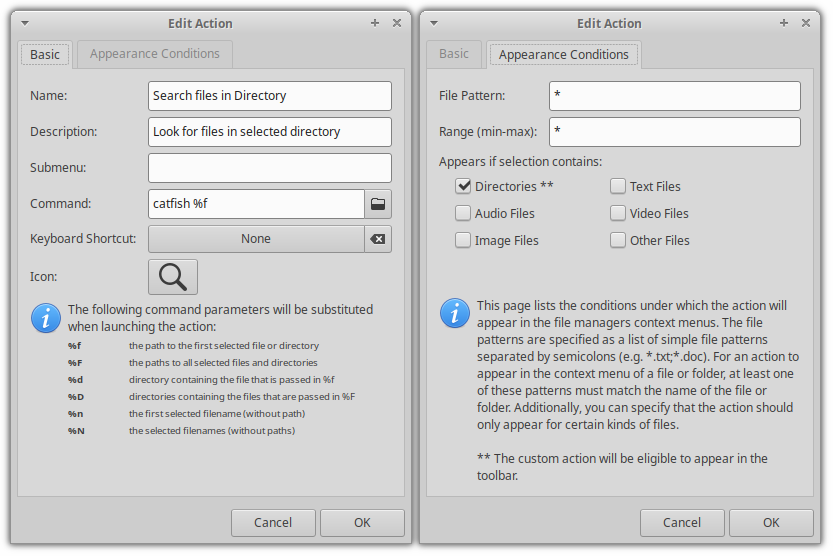 Edit Action
Basic
Appearance Conditions
Name:
Search files in Directory
Description:
Look for files in selected directory
Submenu:
Command:
catfish %f
Keyboard Shortcut:
None
Icon:
The following command parameters will be substituted
when launching the action:
%f the path to the first selected file or directory
%F the paths to all selected files and directories
%d directory containing the file that is passed in %f
%D directories containing the files that are passed in %F
%n the first selected filename (without path)
%N the selected filenames (without paths)
Cancel
OK
Edit Action
Basic
Appearance Conditions
File Pattern:
*
Range (min-max):
*
Appears if selection contains:
Directories **
Text Files
Audio Files
Video Files
Image Files
Other Files
This page lists the conditions under which the action will
appear in the file managers context menus. The file
patterns are specified as a list of simple file patterns
separated by semicolons (e.g. *.txt;*.doc). For an action to
appear in the context menu of a file or folder, at least one
of these patterns must match the name of the file or
folder. Additionally, you can specify that the action should
only appear for certain kinds of files.
** The custom action will be eligible to appear in the
toolbar.
Cancel
OK